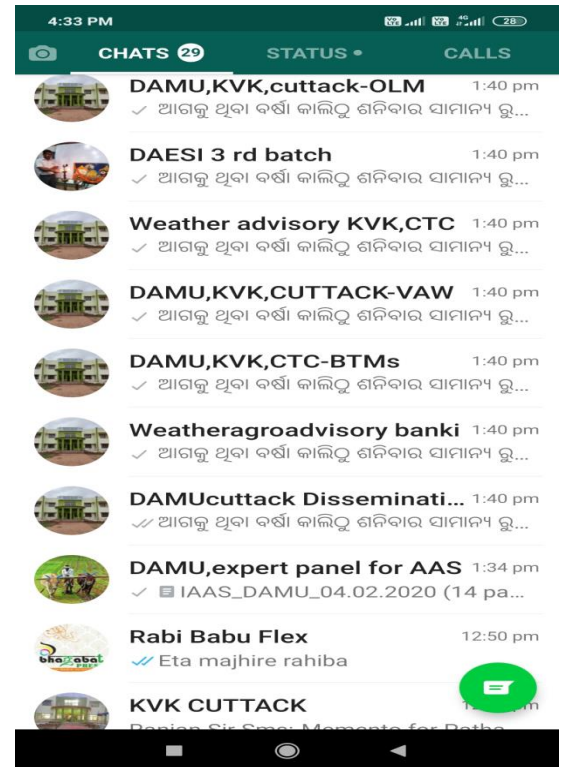 4:33 PM 4G 28
CHATS 29 STATUS • CALLS
DAMU,KVK,cuttack-OLM 1:40 pm
ଆଗକୁ ଥିବା ବର୍ଷା କାଲିଠୁ ଶନିବାର ସାମାନ୍ୟ ରୁ...
DAESI 3 rd batch 1:40 pm
ଆଗକୁ ଥିବା ବର୍ଷା କାଲିଠୁ ଶନିବାର ସାମାନ୍ୟ ରୁ...
Weather advisory KVK,CTC 1:40 pm
ଆଗକୁ ଥିବା ବର୍ଷା କାଲିଠୁ ଶନିବାର ସାମାନ୍ୟ ରୁ...
DAMU,KVK,CUTTACK-VAW 1:40 pm
ଆଗକୁ ଥିବା ବର୍ଷା କାଲିଠୁ ଶନିବାର ସାମାନ୍ୟ ରୁ...
DAMU,KVK,CTC-BTMs 1:40 pm
ଆଗକୁ ଥିବା ବର୍ଷା କାଲିଠୁ ଶନିବାର ସାମାନ୍ୟ ରୁ...
Weatheragroadvisory banki 1:40 pm
ଆଗକୁ ଥିବା ବର୍ଷା କାଲିଠୁ ଶନିବାର ସାମାନ୍ୟ ରୁ...
DAMUcuttack Disseminati... 1:40 pm
ଆଗକୁ ଥିବା ବର୍ଷା କାଲିଠୁ ଶନିବାର ସାମାନ୍ୟ ରୁ...
DAMU,expert panel for AAS 1:34 pm
IAAS_DAMU_04.02.2020 (14 pa...
Rabi Babu Flex 12:50 pm
bhagabat
Eta majhire rahiba
KVK CUTTACK